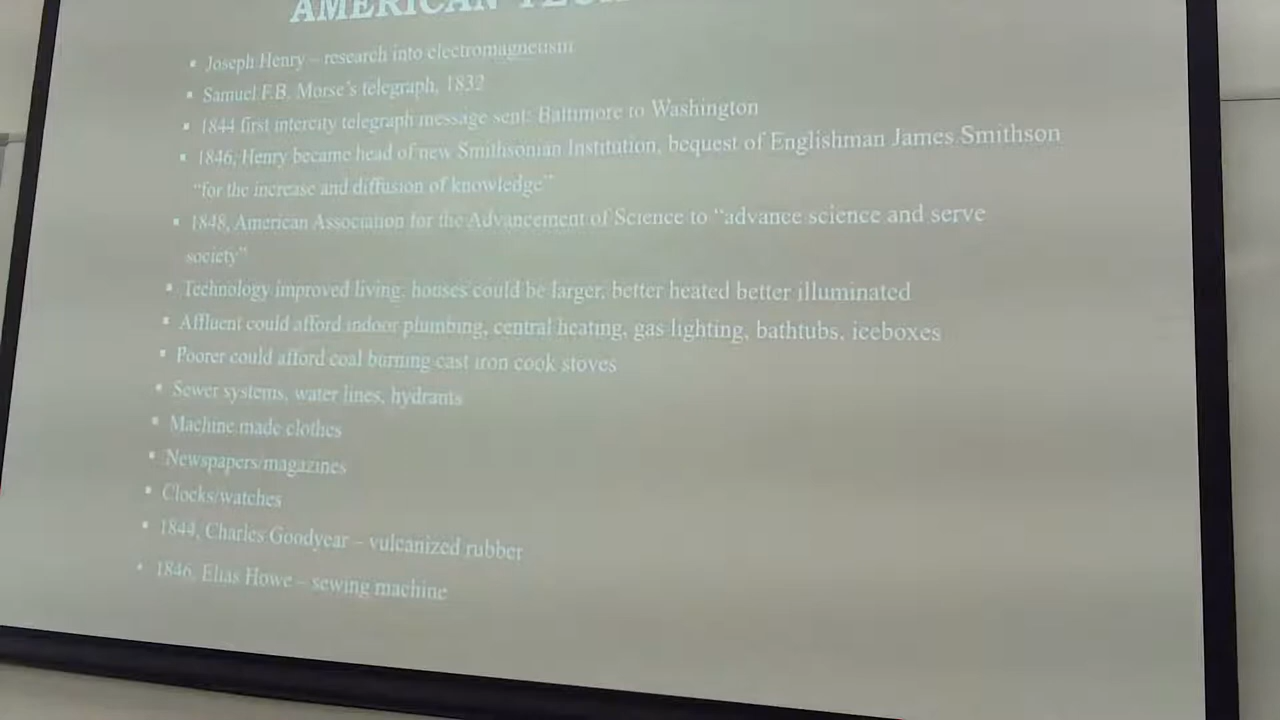 AMERICAN
▪ Joseph Henry – research into electromagnetism
▪ Samuel F.B. Morse's telegraph, 1832
▪ 1844 first intercity telegraph message sent: Baltimore to Washington
▪ 1846, Henry became head of new Smithsonian Institution, bequest of Englishman James Smithson
"for the increase and diffusion of knowledge"
▪ 1848, American Association for the Advancement of Science to "advance science and serve
society"
▪ Technology improved living: houses could be larger, better heated better illuminated
▪ Affluent could afford indoor plumbing, central heating, gas lighting, bathtubs, iceboxes
▪ Poorer could afford coal burning cast iron cook stoves
▪ Sewer systems, water lines, hydrants
▪ Machine made clothes
▪ Newspapers/magazines
▪ Clocks/watches
▪ 1844, Charles Goodyear – vulcanized rubber
▪ 1846, Elias Howe – sewing machine